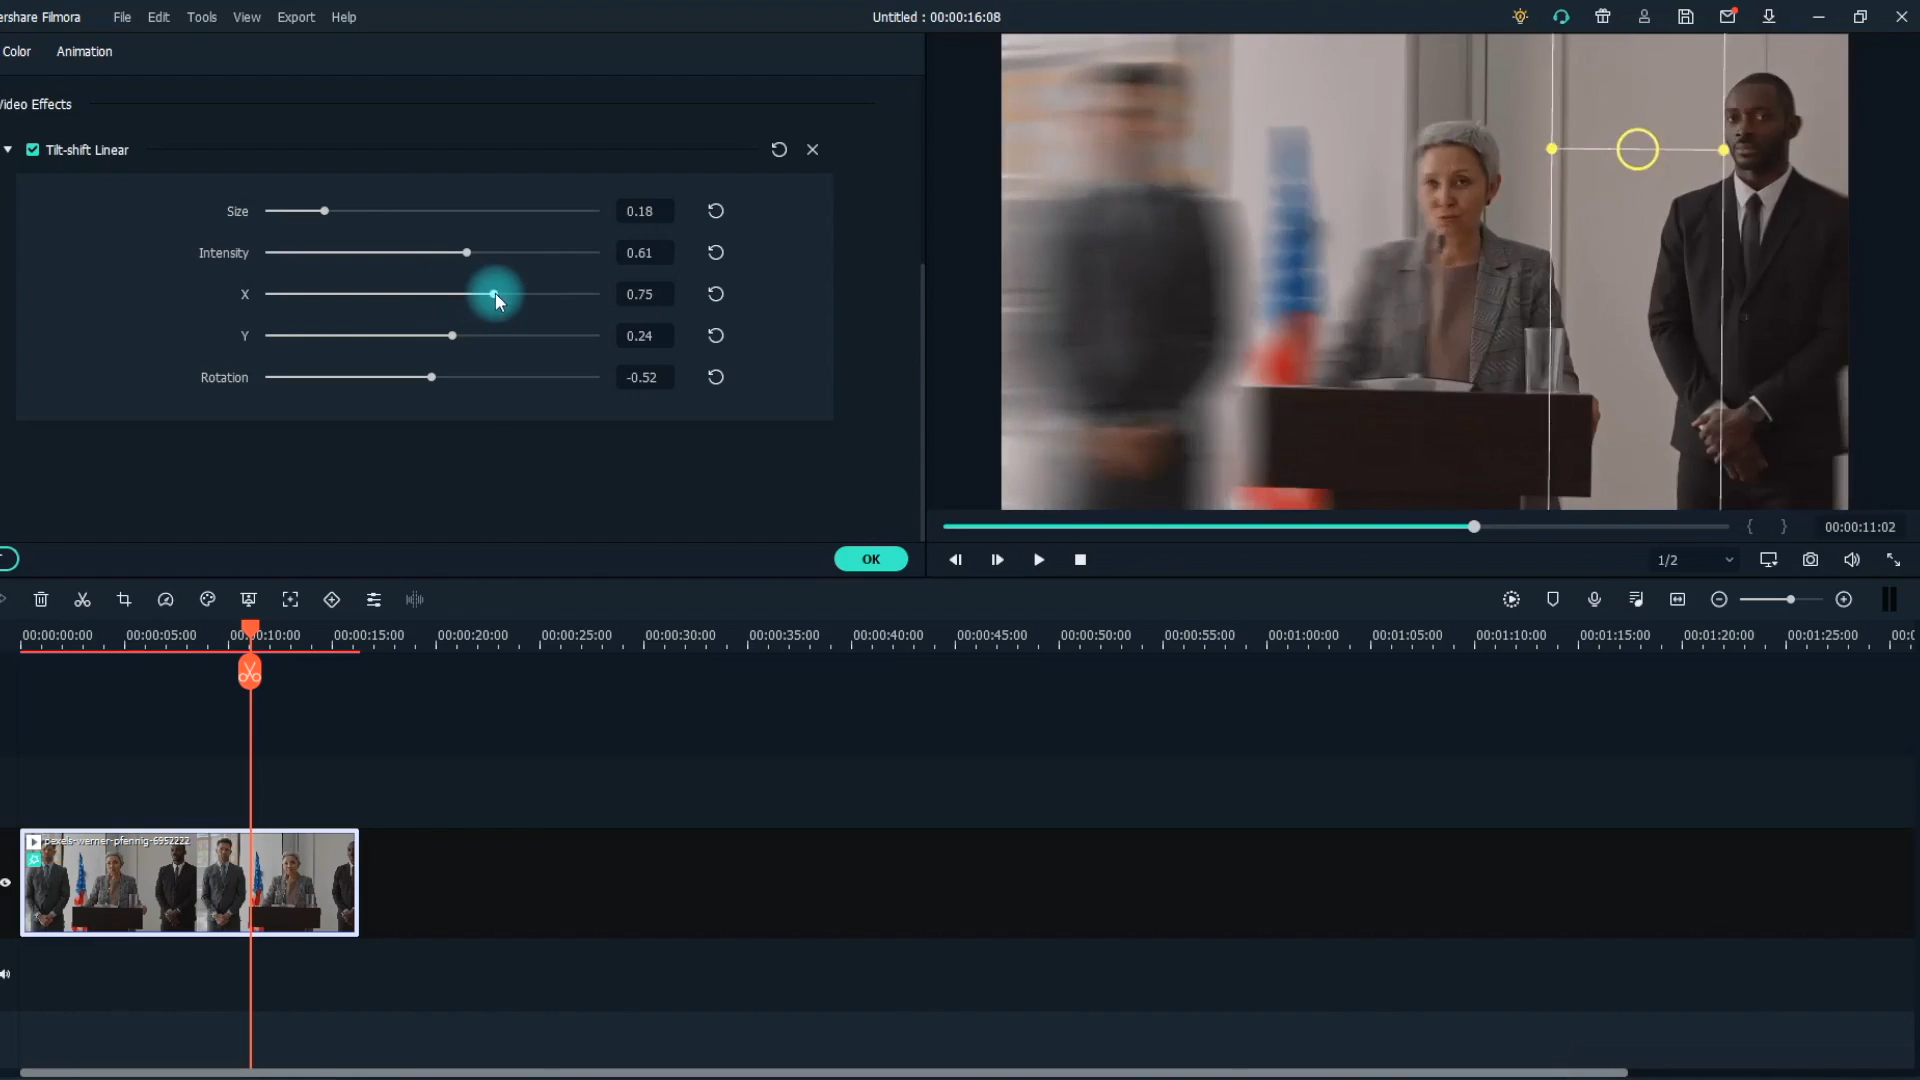 ershare Filmora File Edit Tools View Export Help Untitled : 00:00:16:08
Color Animation
Video Effects
Tilt-shift Linear
Size 0.18
Intensity 0.61
X 0.75
Y 0.24
Rotation -0.52
OK
{ } 00:00:11:02
1/2
00:00:00:00 00:00:05:00 00:00:10:00 00:00:15:00 00:00:20:00 00:00:25:00 00:00:30:00 00:00:35:00 00:00:40:00 00:00:45:00 00:00:50:00 00:00:55:00 00:01:00:00 00:01:05:00 00:01:10:00 00:01:15:00 00:01:20:00 00:01:25:00 00:0
pexels-werner-pfennig-6952222